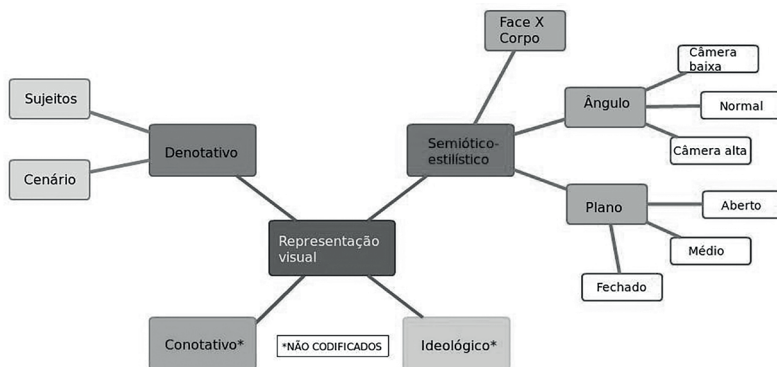 Face X
Corpo
Câmera
baixa
Sujeitos
Ângulo
Normal
Denotativo
Semiótico-
estilístico
Câmera alta
Cenário
Plano
Aberto
Representação
visual
Médio
Fechado
Conotativo*
*NÃO CODIFICADOS
Ideológico*